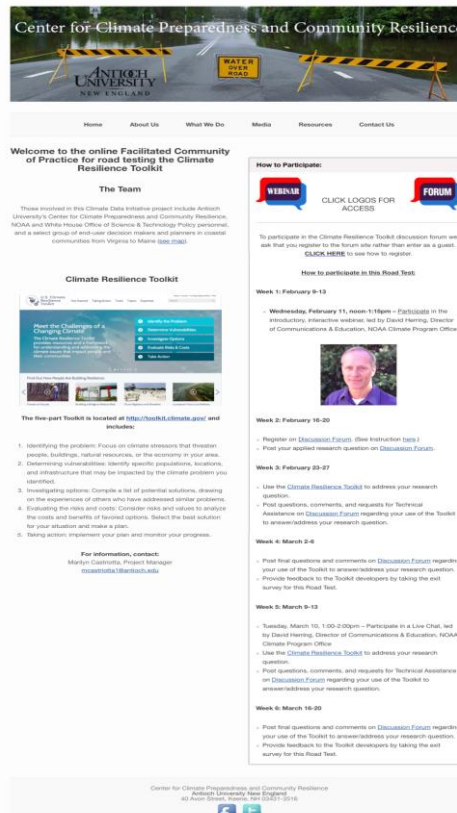 Center for Climate Preparedness and Community Resilience
ANTIOCH
UNIVERSITY
NEW ENGLAND
WATER
OVER
ROAD
Home About Us What We Do Media Resources Contact Us
Welcome to the online Facilitated Community
of Practice for road testing the Climate
Resilience Toolkit
The Team
Those involved in this Climate Data Initiative project include Antioch
University's Center for Climate Preparedness and Community Resilience,
NOAA and White House Office of Science & Technology Policy personnel,
and a select group of end-user decision makers and planners in coastal
communities from Virginia to Maine (see map).
Climate Resilience Toolkit
U.S. Climate
Resilience
Toolkit
Meet the Challenges of a
Changing Climate
Identify the Problem
Determine Vulnerabilities
Investigate Options
Evaluate Risks & Costs
Take Action
The five-part Toolkit is located at http://toolkit.climate.gov/ and
includes:
1. Identifying the problem: Focus on climate stressors that threaten
people, buildings, natural resources, or the economy in your area.
2. Determining vulnerabilities: Identify specific populations, locations,
and infrastructure that may be impacted by the climate problem you
identified.
3. Investigating options: Compile a list of potential solutions, drawing
on the experiences of others who have addressed similar problems.
4. Evaluating the risks and costs: Consider risks and values to analyze
the costs and benefits of favored options. Select the best solution
for your situation and make a plan.
5. Taking action: implement your plan and monitor your progress.
For information, contact:
Marilyn Castriotta, Project Manager
mcastriotta1@antioch.edu
How to Participate:
WEBINAR
CLICK LOGOS FOR
ACCESS
FORUM
To participate in the Climate Resilience Toolkit discussion forum we
ask that you register to the forum site rather then enter as a guest.
CLICK HERE to see how to register.
How to participate in this Road Test:
Week 1: February 9-13
Wednesday, February 11, noon-1:15pm – Participate in the
introductory, interactive webinar, led by David Herring, Director
of Communications & Education, NOAA Climate Program Office
Week 2: February 16-20
Register on Discussion Forum. (See Instruction here.)
Post your applied research question on Discussion Forum.
Week 3: February 23-27
Use the Climate Resilience Toolkit to address your research
question.
Post questions, comments, and requests for Technical
Assistance on Discussion Forum regarding your use of the Toolkit
to answer/address your research question.
Week 4: March 2-6
Post final questions and comments on Discussion Forum regarding
your use of the Toolkit to answer/address your research question.
Provide feedback to the Toolkit developers by taking the exit
survey for this Road Test.
Week 5: March 9-13
Tuesday, March 10, 1:00-2:00pm – Participate in a Live Chat, led
by David Herring, Director of Communications & Education, NOAA
Climate Program Office
Use the Climate Resilience Toolkit to address your research
question.
Post questions, comments, and requests for Technical Assistance
on Discussion Forum regarding your use of the Toolkit to
answer/address your research question.
Week 6: March 16-20
Post final questions and comments on Discussion Forum regarding
your use of the Toolkit to answer/address your research question.
Provide feedback to the Toolkit developers by taking the exit
survey for this Road Test.
Center for Climate Preparedness and Community Resilience
Antioch University New England
40 Avon Street, Keene, NH 03431-3516